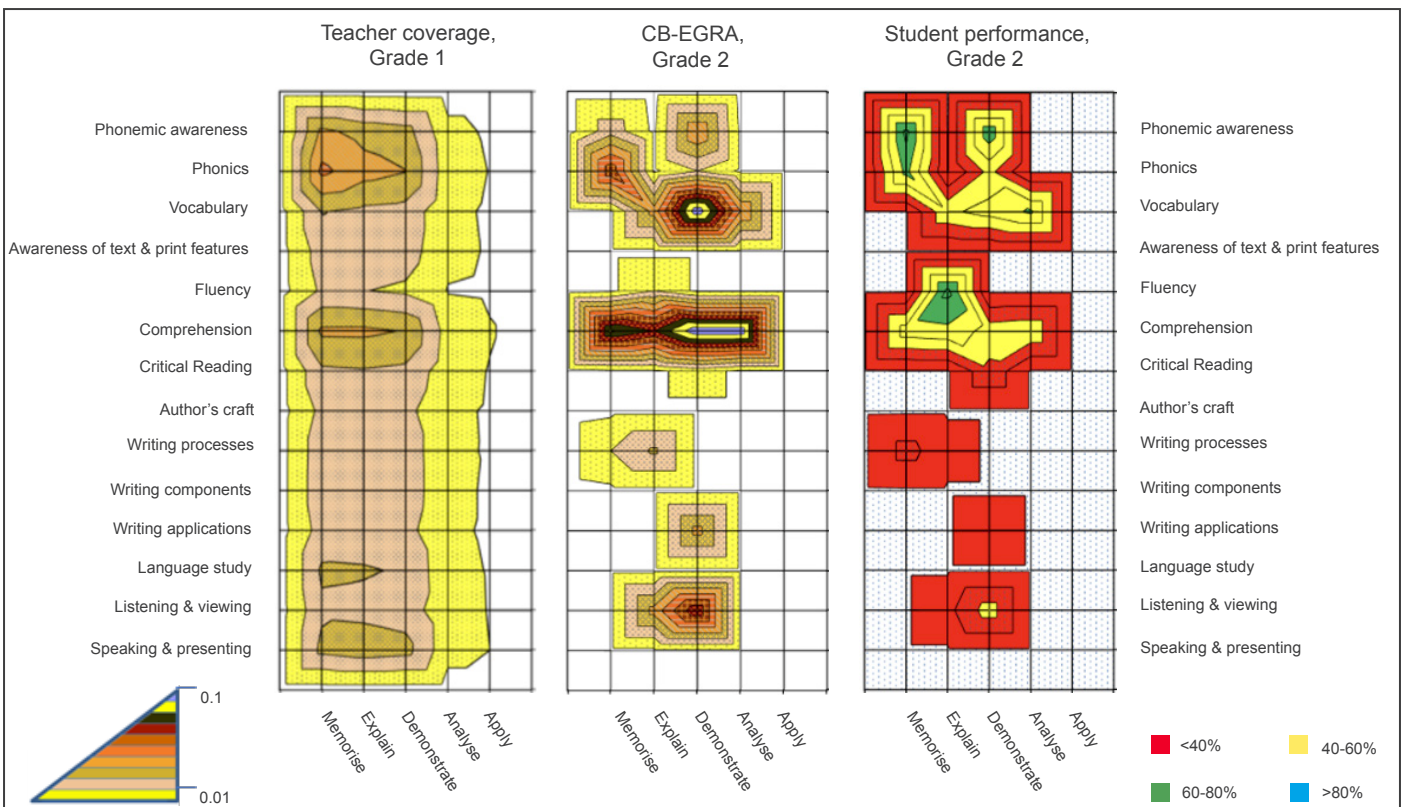 Teacher coverage,
Grade 1
CB-EGRA,
Grade 2
Student performance,
Grade 2
Phonemic awareness
Phonics
Vocabulary
Awareness of text & print features
Fluency
Comprehension
Critical Reading
Author's craft
Writing processes
Writing components
Writing applications
Language study
Listening & viewing
Speaking & presenting
Phonemic awareness
Phonics
Vocabulary
Awareness of text & print features
Fluency
Comprehension
Critical Reading
Author's craft
Writing processes
Writing components
Writing applications
Language study
Listening & viewing
Speaking & presenting
0.1
0.01
Memorise
Explain
Demonstrate
Analyse
Apply
Memorise
Explain
Demonstrate
Analyse
Apply
Memorise
Explain
Demonstrate
Analyse
Apply
<40%
40-60%
60-80%
>80%